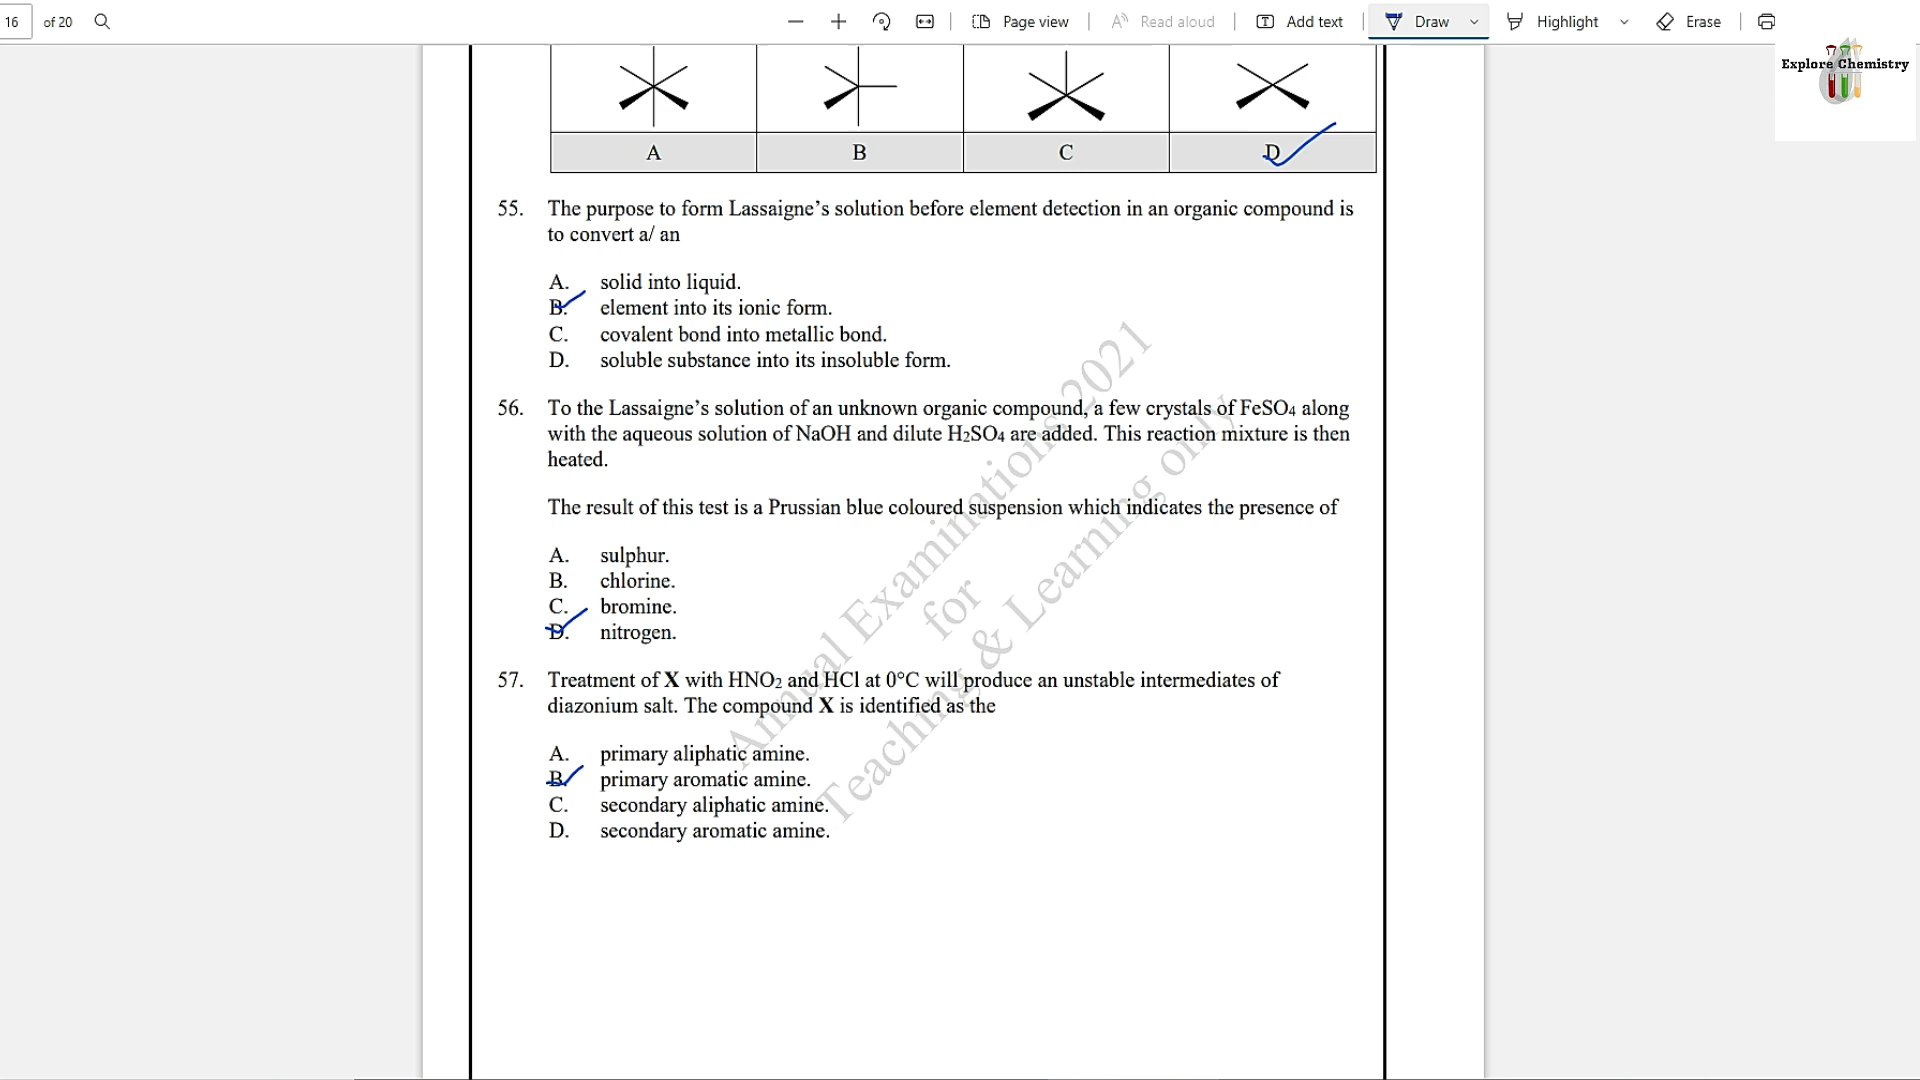 16 of 20 Page view Read aloud Add text Draw Highlight Erase
Explore Chemistry
A B C D
55. The purpose to form Lassaigne’s solution before element detection in an organic compound is
to convert a/ an
A. solid into liquid.
B. element into its ionic form.
C. covalent bond into metallic bond.
D. soluble substance into its insoluble form.
56. To the Lassaigne’s solution of an unknown organic compound, a few crystals of FeSO4 along
with the aqueous solution of NaOH and dilute H2SO4 are added. This reaction mixture is then
heated.
The result of this test is a Prussian blue coloured suspension which indicates the presence of
A. sulphur.
B. chlorine.
C. bromine.
D. nitrogen.
57. Treatment of X with HNO2 and HCl at 0°C will produce an unstable intermediates of
diazonium salt. The compound X is identified as the
A. primary aliphatic amine.
B. primary aromatic amine.
C. secondary aliphatic amine.
D. secondary aromatic amine.
Annual Examinations 2021
for
Teaching & Learning only